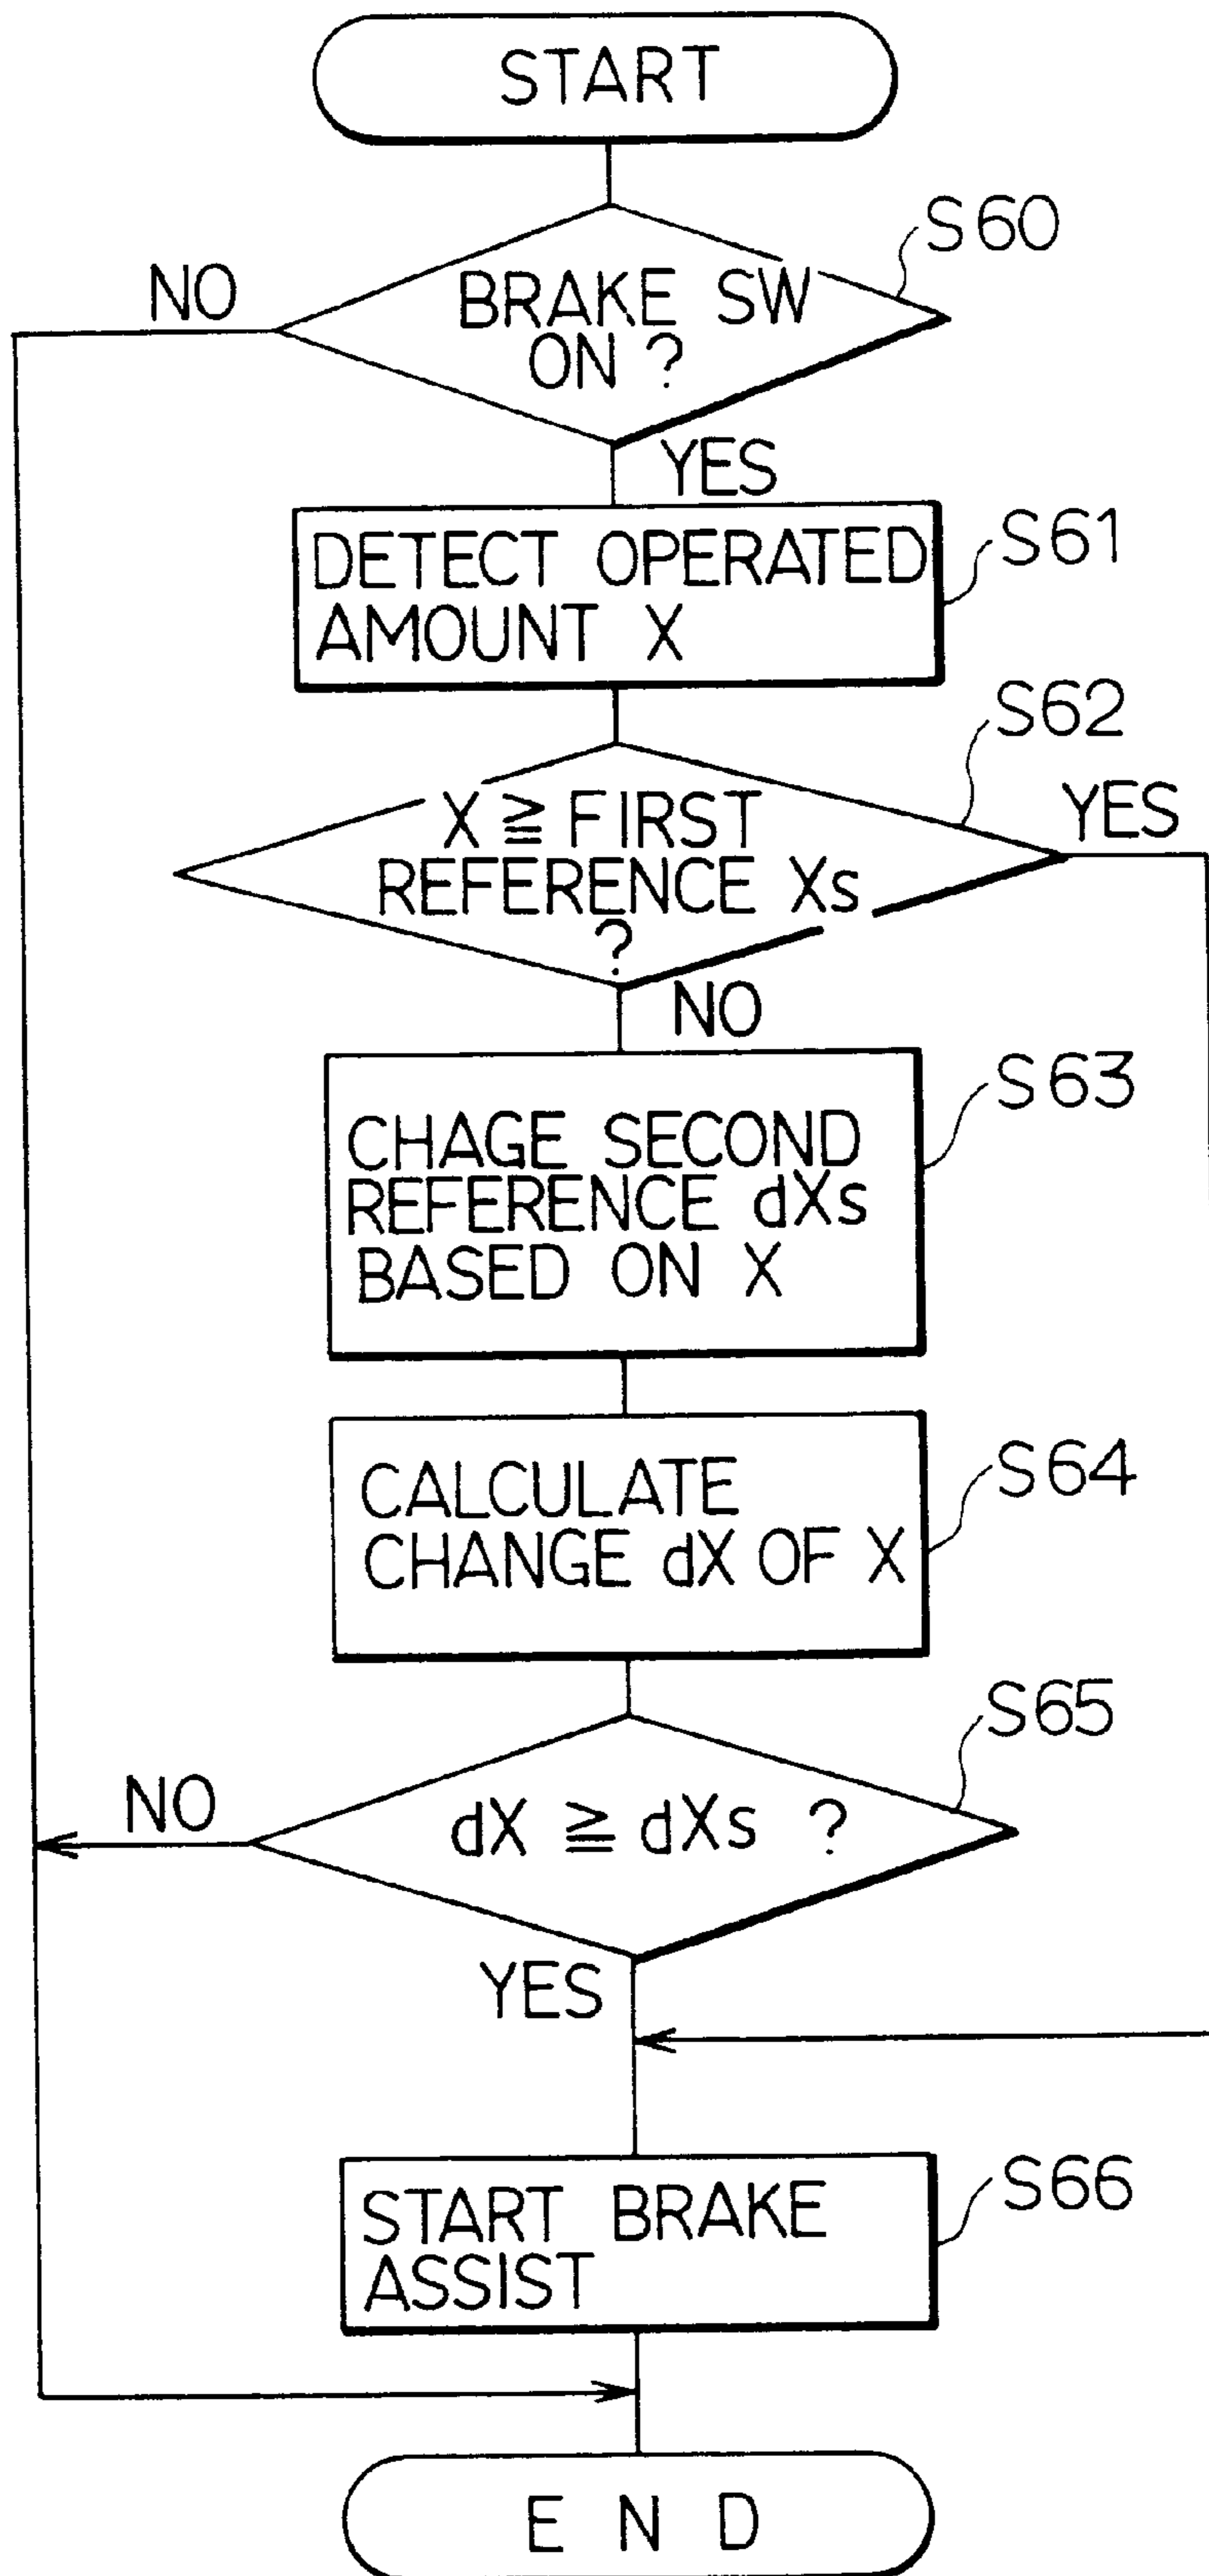 START
S60
NO
BRAKE SW
ON ?
YES
S61
DETECT OPERATED
AMOUNT X
S62
YES
X ≧ FIRST
REFERENCE Xs
?
NO
S63
CHAGE SECOND
REFERENCE dXs
BASED ON X
S64
CALCULATE
CHANGE dX OF X
S65
NO
dX ≧ dXs ?
YES
S66
START BRAKE
ASSIST
E N D